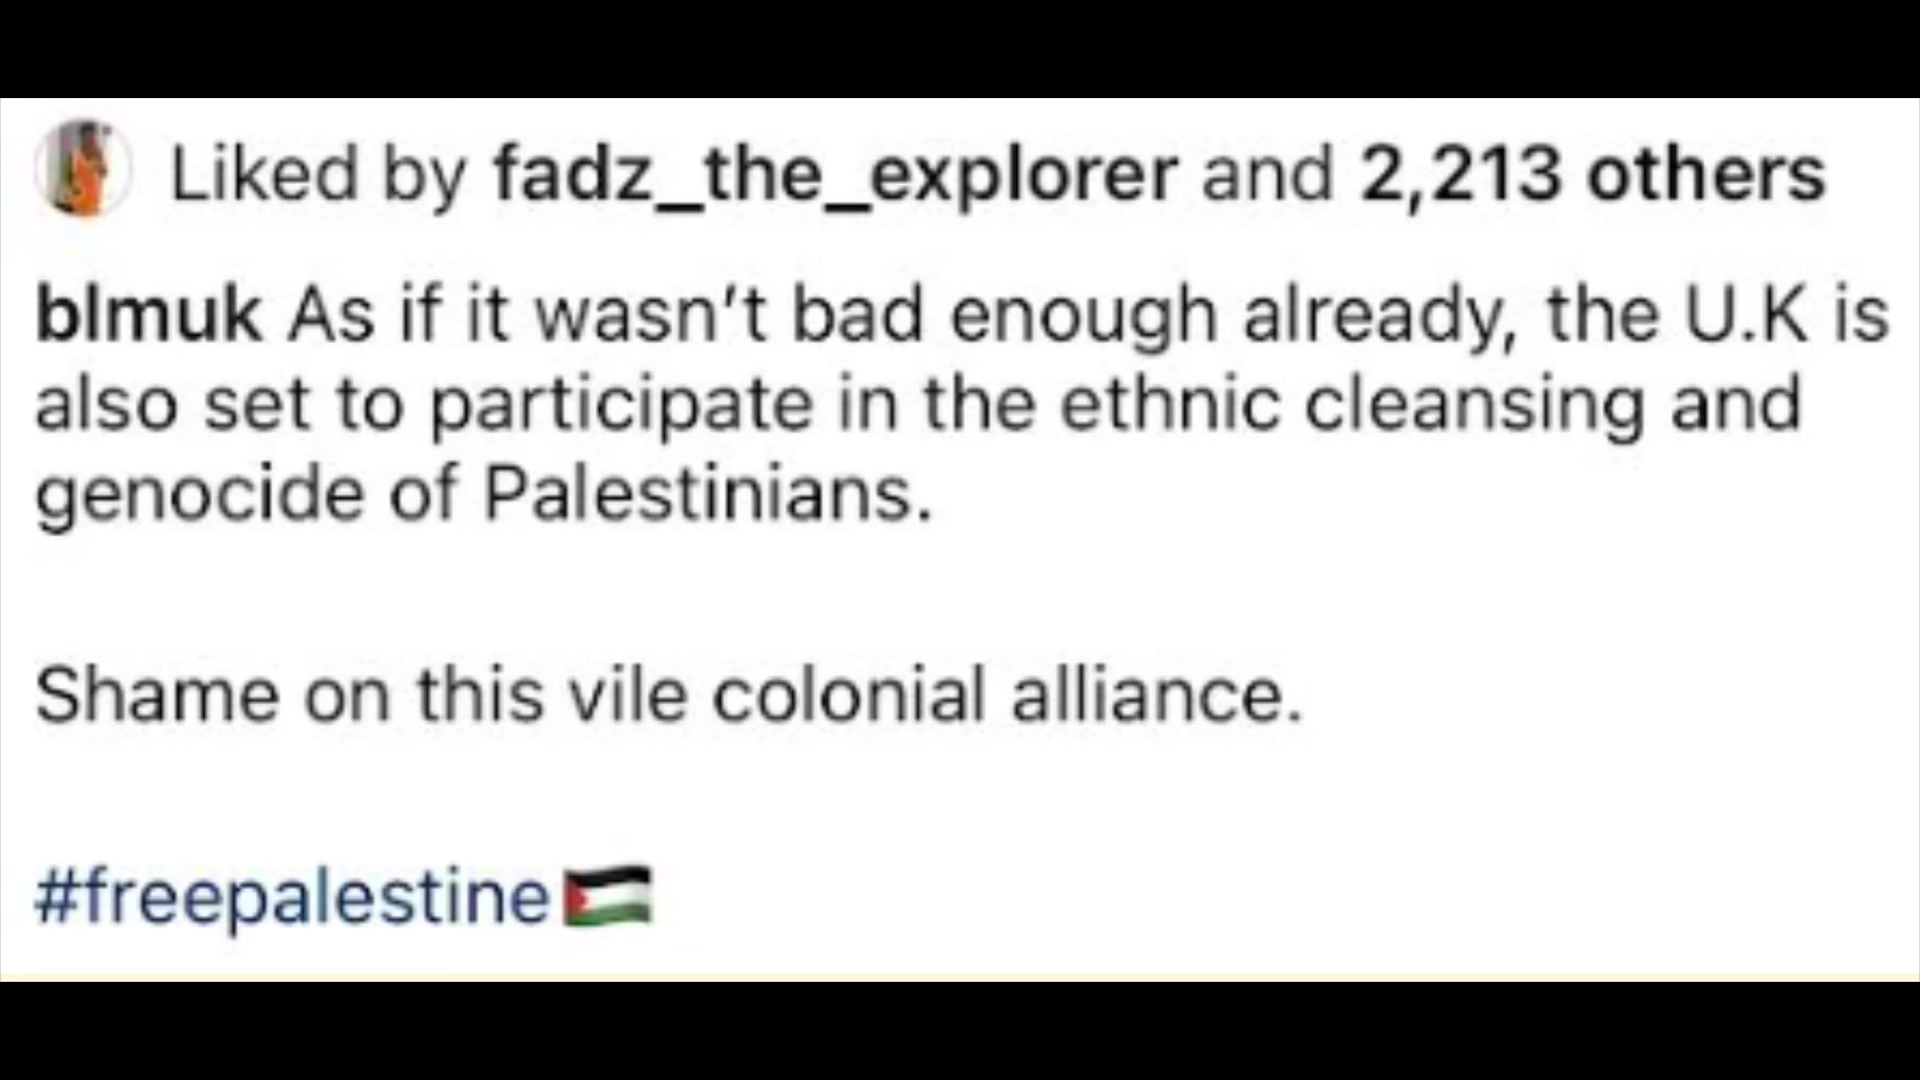 Liked by fadz_the_explorer and 2,213 others
blmuk As if it wasn't bad enough already, the U.K is
also set to participate in the ethnic cleansing and
genocide of Palestinians.
Shame on this vile colonial alliance.
#freepalestine🇵🇸